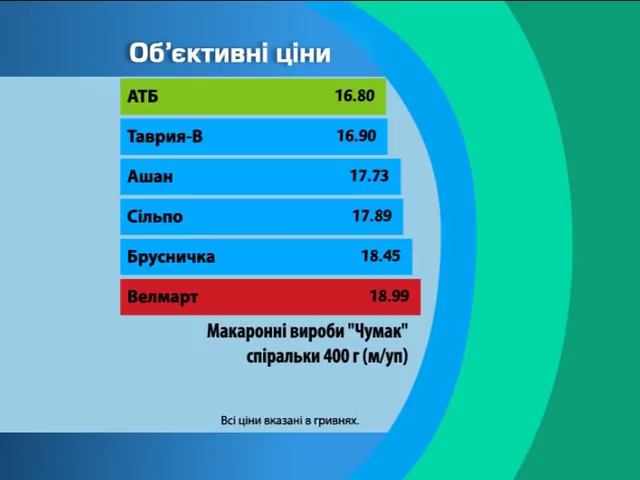 Об’єктивні ціни
АТБ 16.80
Таврия-В 16.90
Ашан 17.73
Сільпо 17.89
Брусничка 18.45
Велмарт 18.99
Макаронні вироби "Чумак"
спіральки 400 г (м/уп)
Всі ціни вказані в гривнях.